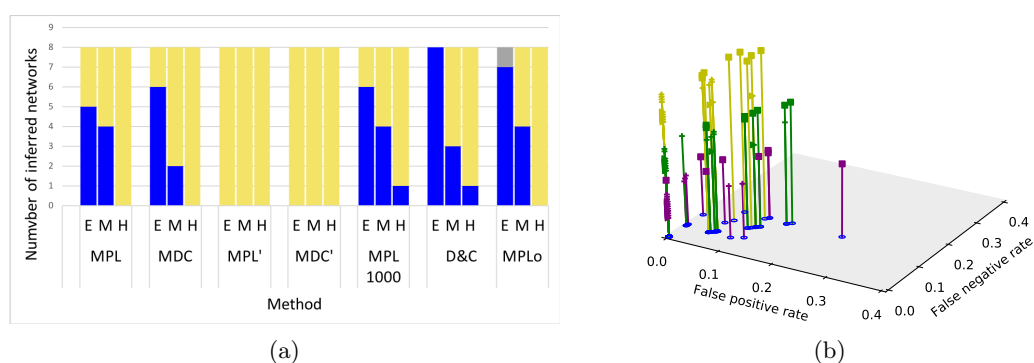 9
8
7
6
5
4
3
2
1
0
Numvber of inferred networks
E M H E M H E M H E M H E M H E M H E M H
MPL MDC MPL' MDC' MPL 1000 D&C MPLo
Method
(a)
0.0 0.1 0.2 0.3 0.4
False positive rate
0.0 0.1 0.2 0.3 0.4
False negative rate
(b)